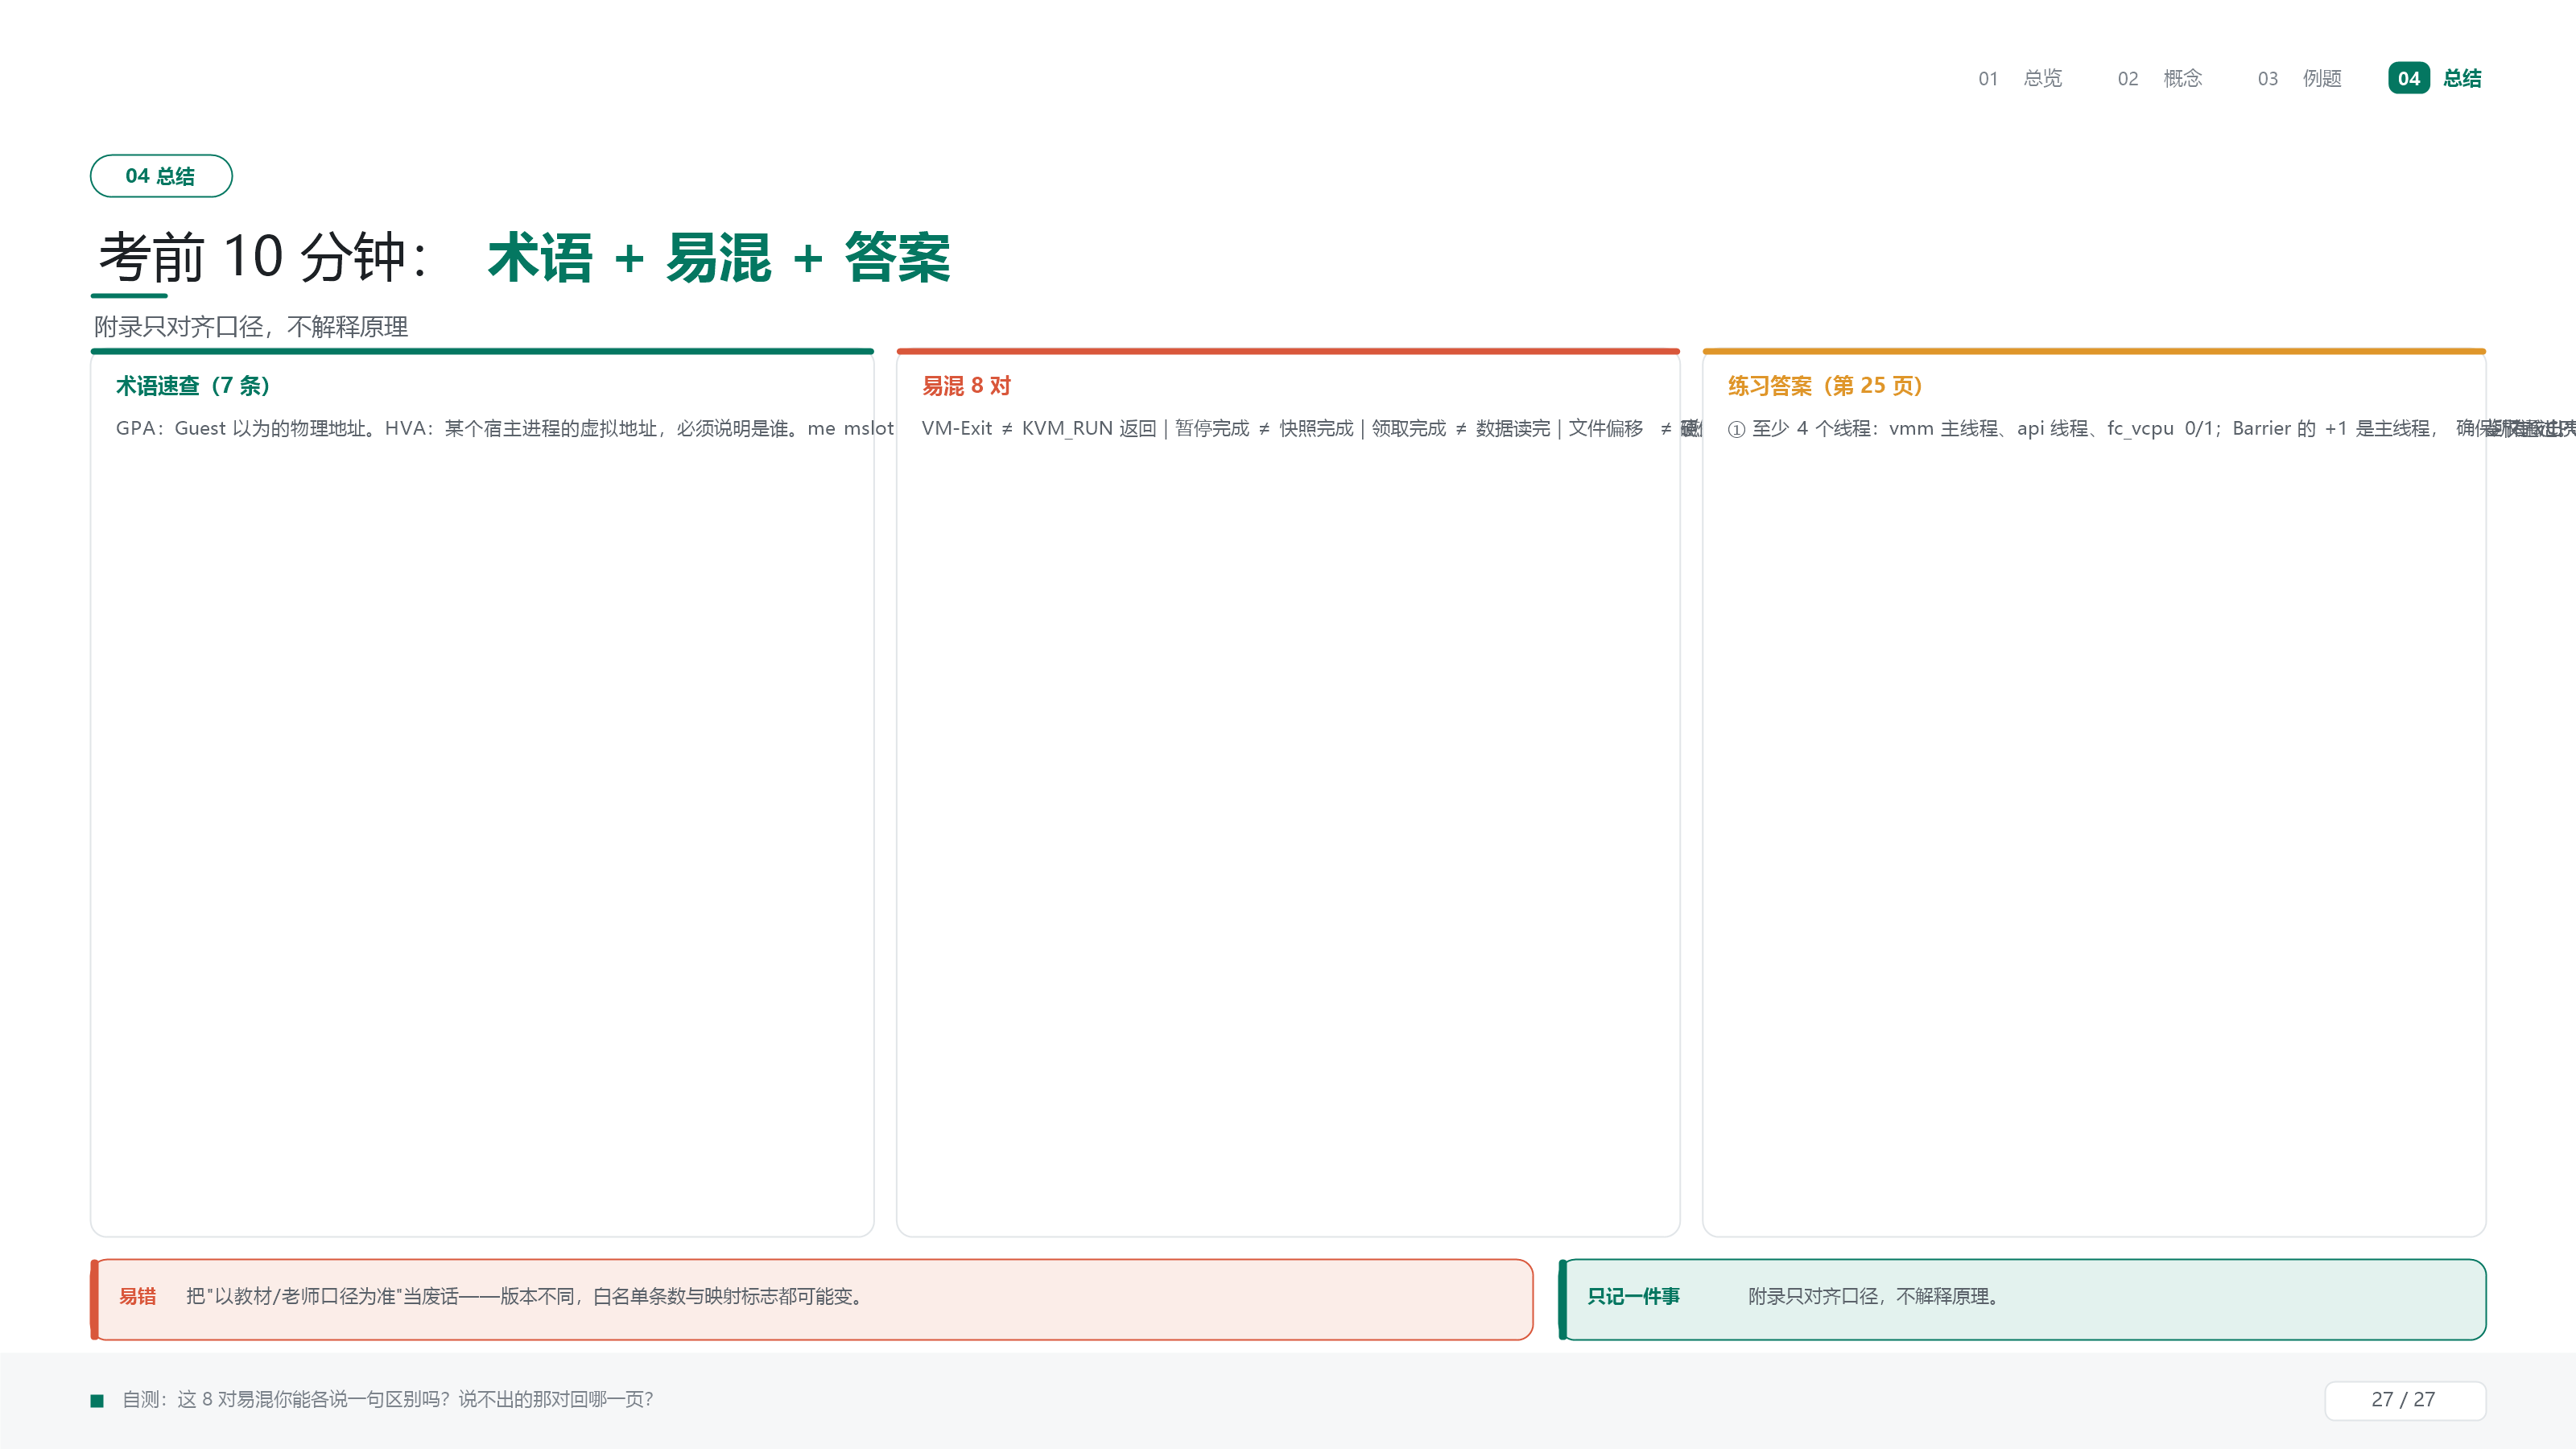 01 总览 02 概念 03 例题 04 总结
04 总结
考前 10 分钟： 术语 + 易混 + 答案
附录只对齐口径，不解释原理
术语速查（7 条）
GPA：Guest 以为的物理地址。HVA：某个宿主进程的虚拟地址，必须说明是谁。me mslot
易混 8 对
VM-Exit ≠ KVM_RUN 返回 | 暂停完成 ≠ 快照完成 | 领取完成 ≠ 数据读完 | 文件偏移 ≠
练习答案（第 25 页）
① 至少 4 个线程：vmm 主线程、api 线程、fc_vcpu 0/1；Barrier 的 +1 是主线程， 确保
易错 把"以教材/老师口径为准"当废话——版本不同，白名单条数与映射标志都可能变。
只记一件事 附录只对齐口径，不解释原理。
自测：这 8 对易混你能各说一句区别吗？说不出的那对回哪一页？
27 / 27